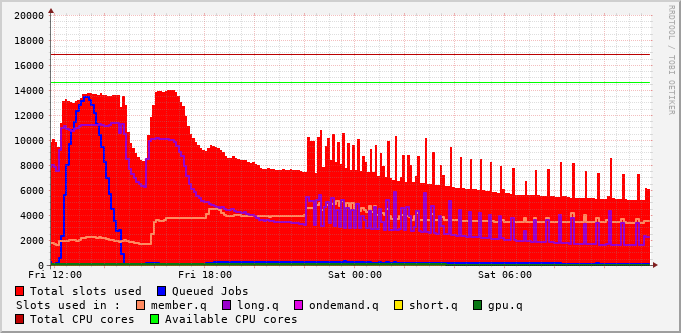 20000
18000
16000
14000
12000
10000
8000
6000
4000
2000
0
Fri 12:00 Fri 18:00 Sat 00:00 Sat 06:00
RRDTOOL / TOBI OETIKER
Total slots used Queued Jobs
Slots used in : member.q long.q ondemand.q short.q gpu.q
Total CPU cores Available CPU cores